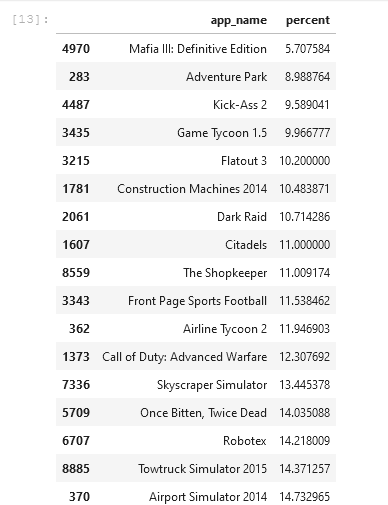 [13]: app_name percent
4970 Mafia III: Definitive Edition 5.707584
283 Adventure Park 8.988764
4487 Kick-Ass 2 9.589041
3435 Game Tycoon 1.5 9.966777
3215 Flatout 3 10.200000
1781 Construction Machines 2014 10.483871
2061 Dark Raid 10.714286
1607 Citadels 11.000000
8559 The Shopkeeper 11.009174
3343 Front Page Sports Football 11.538462
362 Airline Tycoon 2 11.946903
1373 Call of Duty: Advanced Warfare 12.307692
7336 Skyscraper Simulator 13.445378
5709 Once Bitten, Twice Dead 14.035088
6707 Robotex 14.218009
8885 Towtruck Simulator 2015 14.371257
370 Airport Simulator 2014 14.732965